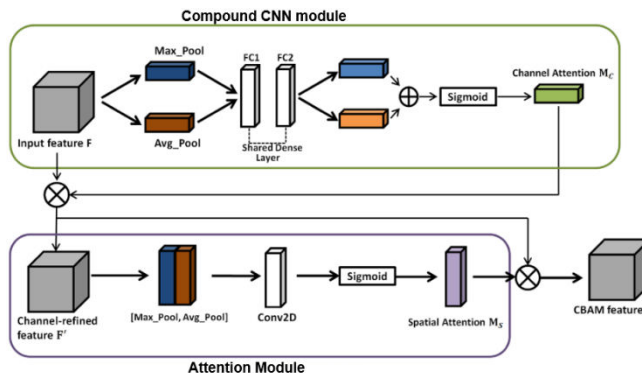 Compound CNN module
Max_Pool
FC1
FC2
Channel Attention M_C
Sigmoid
Input feature F
Avg_Pool
Shared Dense
Layer
Sigmoid
Channel-refined
feature F'
[Max_Pool, Avg_Pool]
Conv2D
Spatial Attention M_S
CBAM feature
Attention Module